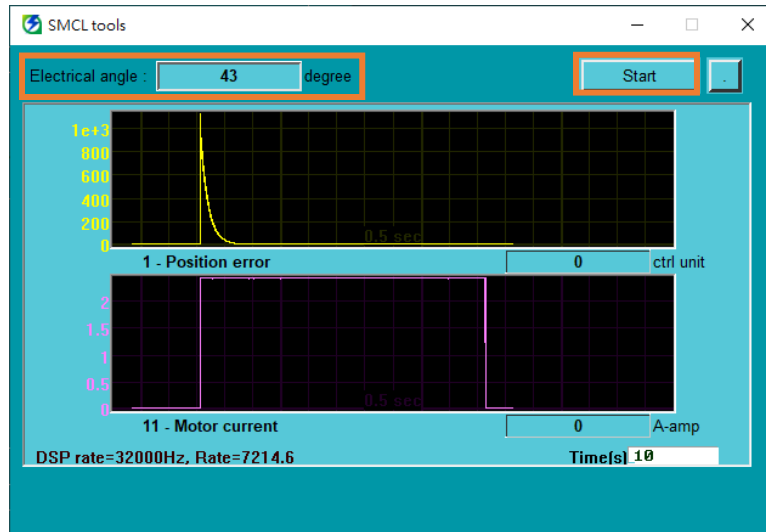 SMCL tools
Electrical angle : 43 degree Start .
1e+3
800
600
400
200
0
0.5 sec
1 - Position error 0 ctrl unit
2
1.5
1
0.5
0
0.5 sec
11 - Motor current 0 A-amp
DSP rate=32000Hz, Rate=7214.6 Time(s) 10